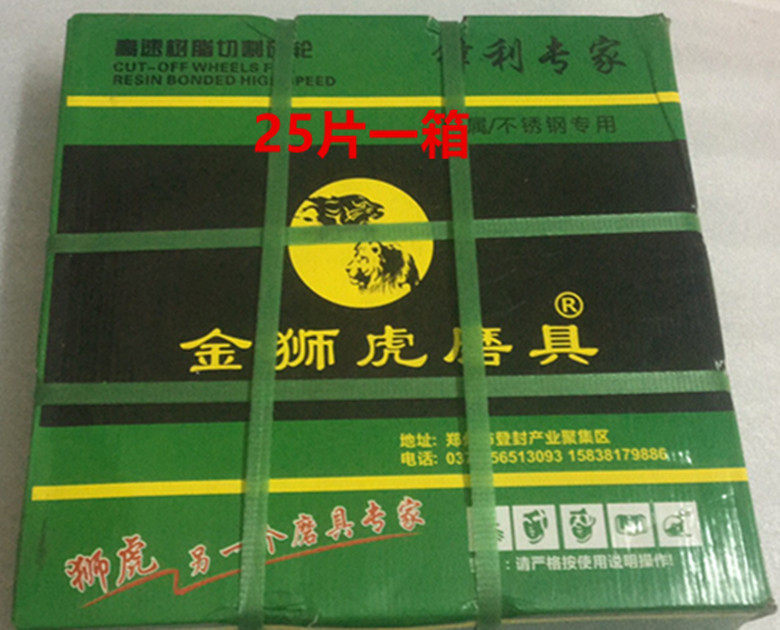 高速树脂切割砂轮
CUT-OFF WHEELS F
RESIN BONDED HIGH SPEED
利专家
25片一箱
属/不锈钢专用
®
金狮虎磨具
地址: 郑州市登封产业聚集区
电话: 037 56513093 15838179886
狮虎 另一个磨具专家
: 请严格按使用说明操作!